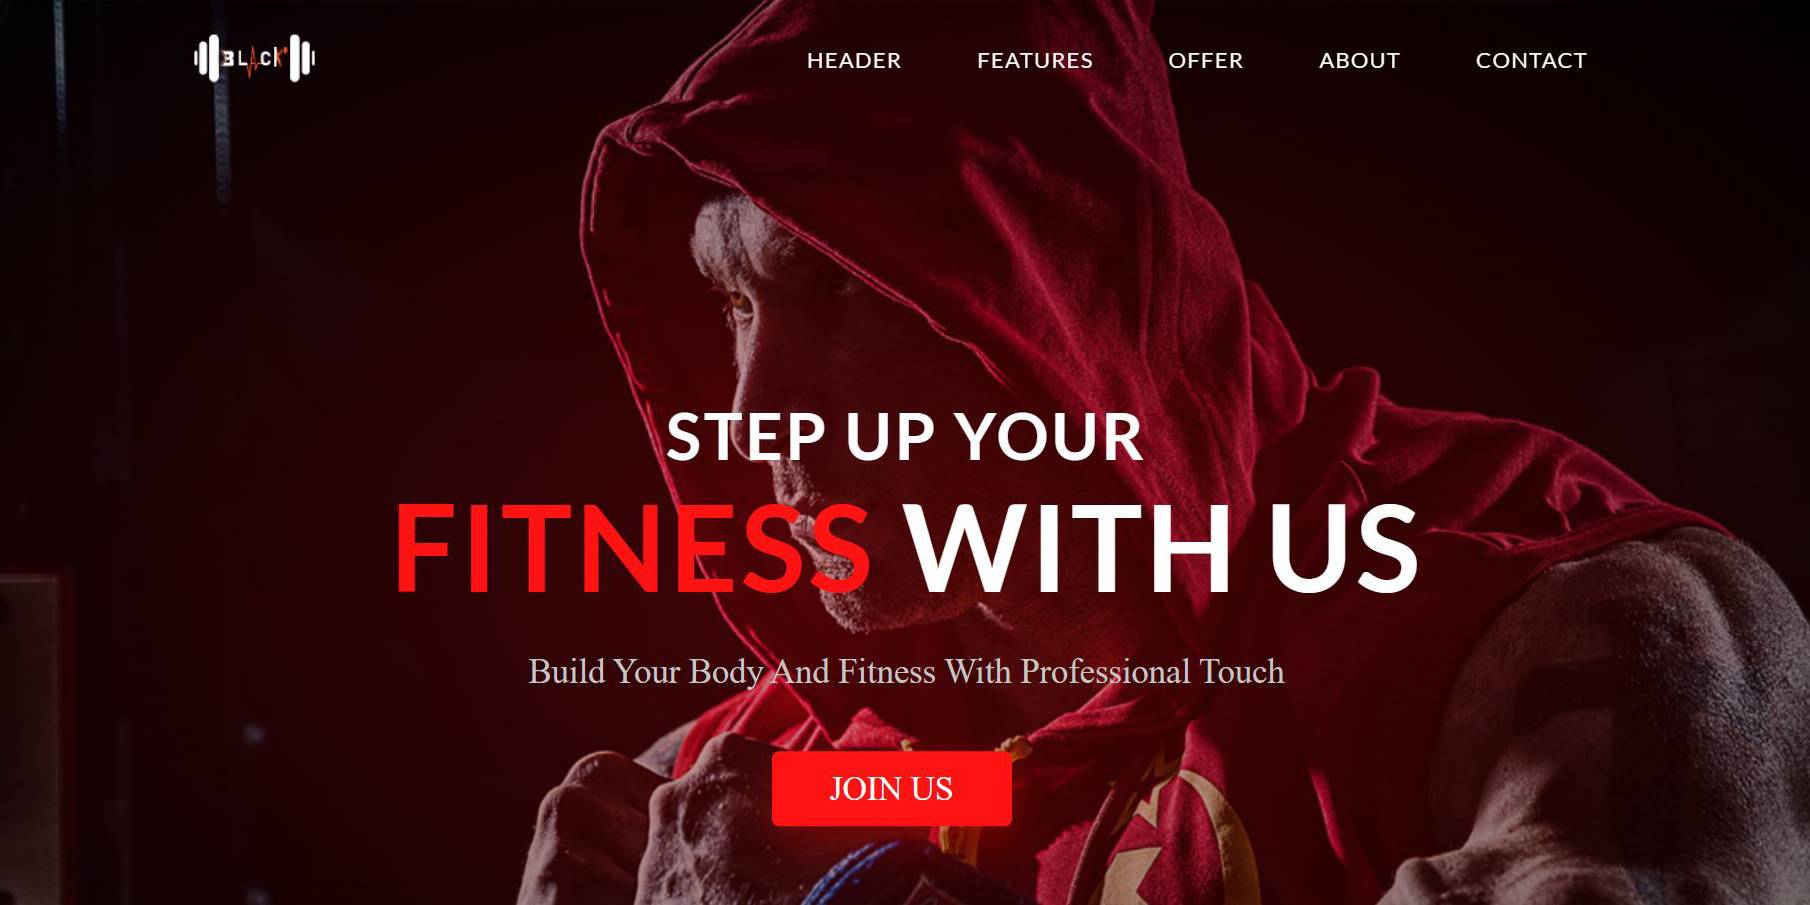 BLACK
HEADER FEATURES OFFER ABOUT CONTACT
STEP UP YOUR
FITNESS WITH US
Build Your Body And Fitness With Professional Touch
JOIN US